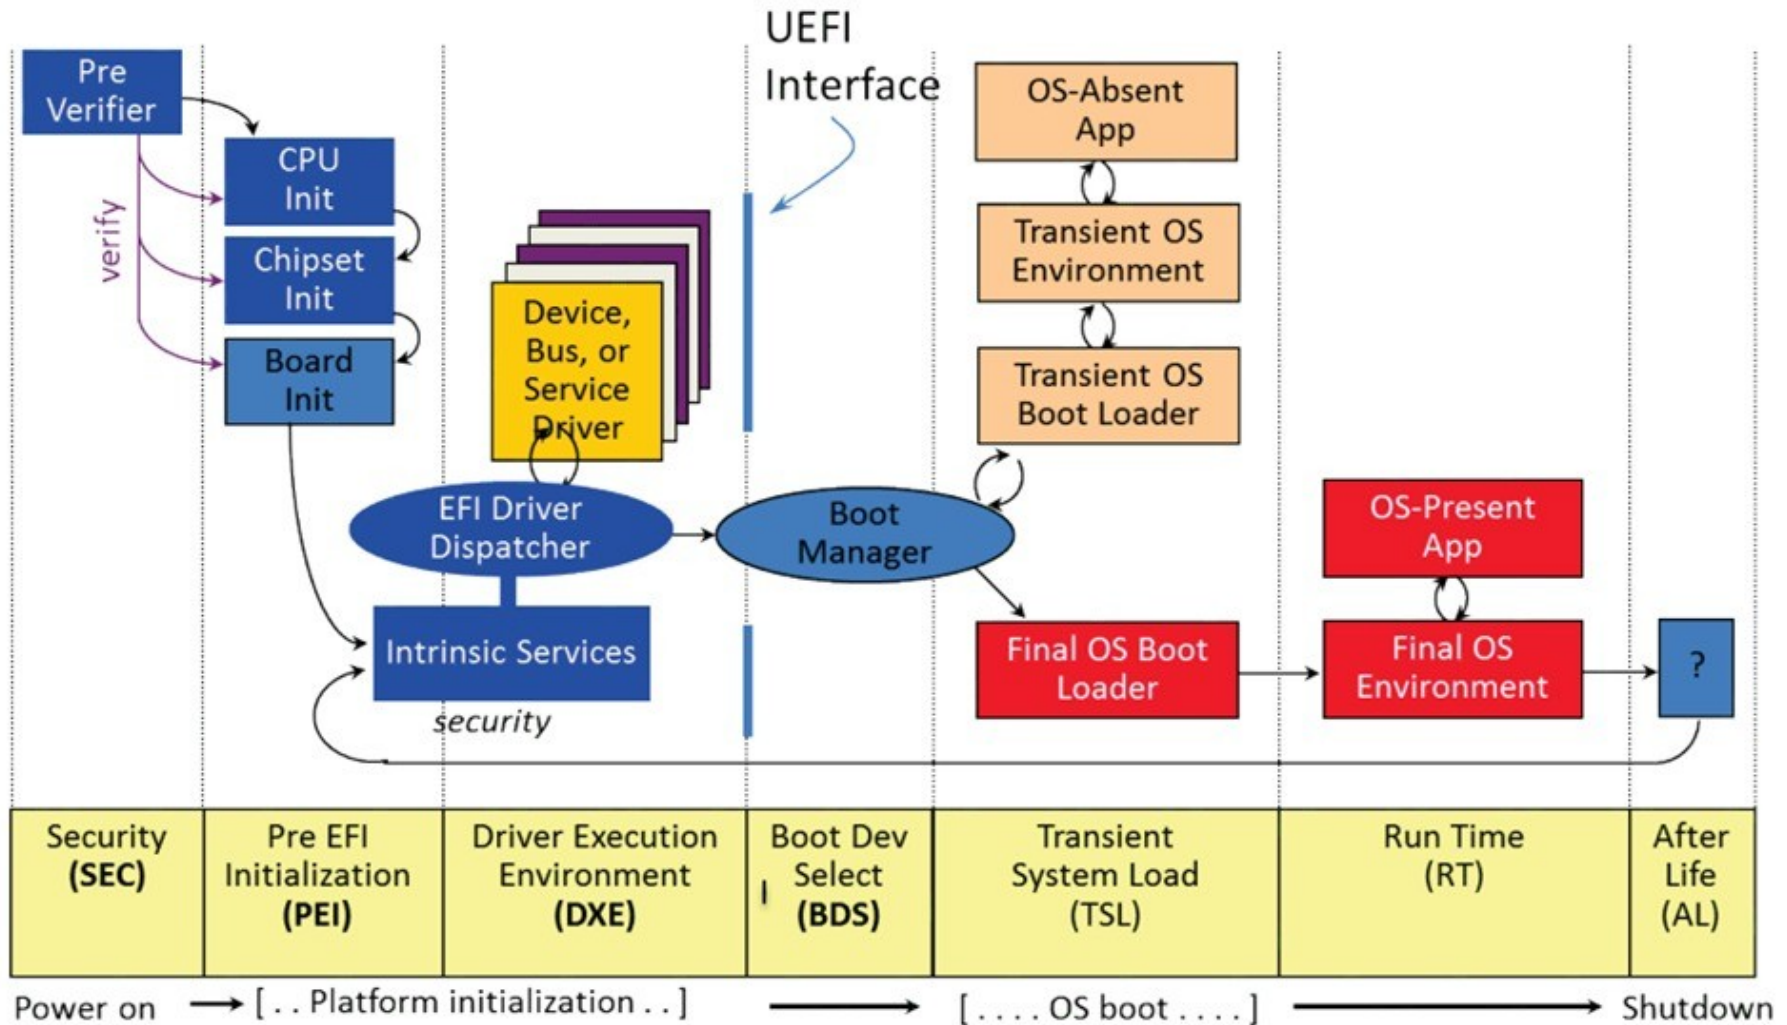 UEFI
Interface
Pre
Verifier
CPU
Init
Chipset
Init
Board
Init
verify
Device,
Bus, or
Service
Driver
EFI Driver
Dispatcher
Intrinsic Services
security
Boot
Manager
OS-Absent
App
Transient OS
Environment
Transient OS
Boot Loader
Final OS Boot
Loader
OS-Present
App
Final OS
Environment
?
Security
(SEC)
Pre EFI
Initialization
(PEI)
Driver Execution
Environment
(DXE)
Boot Dev
Select
(BDS)
Transient
System Load
(TSL)
Run Time
(RT)
After
Life
(AL)
Power on
[ . . Platform initialization . . ]
[ . . . . OS boot . . . . ]
Shutdown